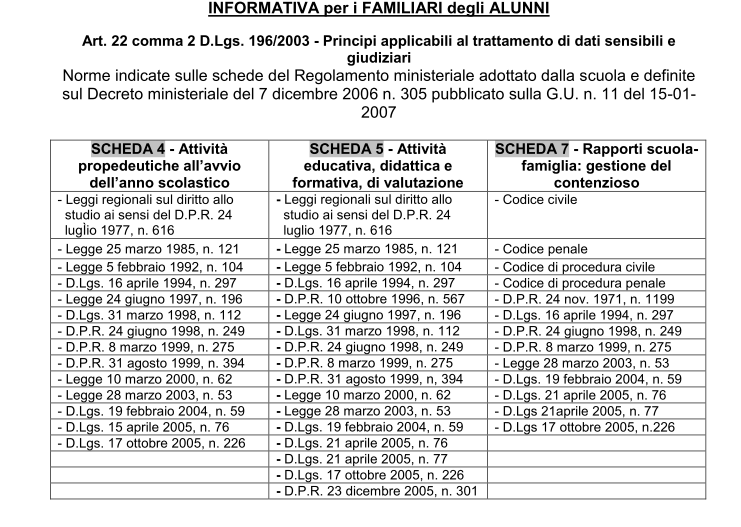 INFORMATIVA per i FAMILIARI degli ALUNNI
Art. 22 comma 2 D.Lgs. 196/2003 - Principi applicabili al trattamento di dati sensibili e
giudiziari
Norme indicate sulle schede del Regolamento ministeriale adottato dalla scuola e definite
sul Decreto ministeriale del 7 dicembre 2006 n. 305 pubblicato sulla G.U. n. 11 del 15-01-
2007
SCHEDA 4 - Attività
propedeutiche all'avvio
dell'anno scolastico
- Leggi regionali sul diritto allo
studio ai sensi del D.P.R. 24
luglio 1977, n. 616
- Legge 25 marzo 1985, n. 121
- Legge 5 febbraio 1992, n. 104
- D.Lgs. 16 aprile 1994, n. 297
- Legge 24 giugno 1997, n. 196
- D.Lgs. 31 marzo 1998, n. 112
- D.P.R. 24 giugno 1998, n. 249
- D.P.R. 8 marzo 1999, n. 275
- D.P.R. 31 agosto 1999, n. 394
- Legge 10 marzo 2000, n. 62
- Legge 28 marzo 2003, n. 53
- D.Lgs. 19 febbraio 2004, n. 59
- D.Lgs. 15 aprile 2005, n. 76
- D.Lgs. 17 ottobre 2005, n. 226
SCHEDA 5 - Attività
educativa, didattica e
formativa, di valutazione
- Leggi regionali sul diritto allo
studio ai sensi del D.P.R. 24
luglio 1977, n. 616
- Legge 25 marzo 1985, n. 121
- Legge 5 febbraio 1992, n. 104
- D.Lgs. 16 aprile 1994, n. 297
- D.P.R. 10 ottobre 1996, n. 567
- Legge 24 giugno 1997, n. 196
- D.Lgs. 31 marzo 1998, n. 112
- D.P.R. 24 giugno 1998, n. 249
- D.P.R. 8 marzo 1999, n. 275
- D.P.R. 31 agosto 1999, n, 394
- Legge 10 marzo 2000, n. 62
- Legge 28 marzo 2003, n. 53
- D.Lgs. 19 febbraio 2004, n. 59
- D.Lgs. 21 aprile 2005, n. 76
- D.Lgs. 21 aprile 2005, n. 77
- D.Lgs. 17 ottobre 2005, n. 226
- D.P.R. 23 dicembre 2005, n. 301
SCHEDA 7 - Rapporti scuola-
famiglia: gestione del
contenzioso
- Codice civile
- Codice penale
- Codice di procedura civile
- Codice di procedura penale
- D.P.R. 24 nov. 1971, n. 1199
- D.Lgs. 16 aprile 1994, n. 297
- D.P.R. 24 giugno 1998, n. 249
- D.P.R. 8 marzo 1999, n. 275
- Legge 28 marzo 2003, n. 53
- D.Lgs. 19 febbraio 2004, n. 59
- D.Lgs. 21 aprile 2005, n. 76
- D.Lgs 21aprile 2005, n. 77
- D.Lgs 17 ottobre 2005, n.226